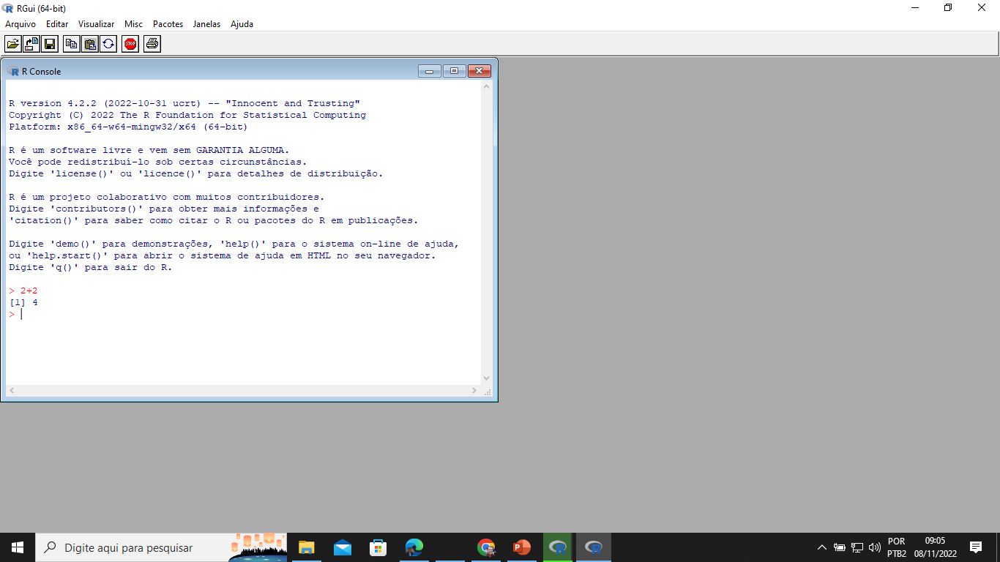 RGui (64-bit)
Arquivo Editar Visualizar Misc Pacotes Janelas Ajuda
STOP
R Console
R version 4.2.2 (2022-10-31 ucrt) -- "Innocent and Trusting"
Copyright (C) 2022 The R Foundation for Statistical Computing
Platform: x86_64-w64-mingw32/x64 (64-bit)
R é um software livre e vem sem GARANTIA ALGUMA.
Você pode redistribuí-lo sob certas circunstâncias.
Digite 'license()' ou 'licence()' para detalhes de distribuição.
R é um projeto colaborativo com muitos contribuidores.
Digite 'contributors()' para obter mais informações e
'citation()' para saber como citar o R ou pacotes do R em publicações.
Digite 'demo()' para demonstrações, 'help()' para o sistema on-line de ajuda,
ou 'help.start()' para abrir o sistema de ajuda em HTML no seu navegador.
Digite 'q()' para sair do R.
> 2+2
[1] 4
>
Digite aqui para pesquisar
POR
PTB2
09:05
08/11/2022